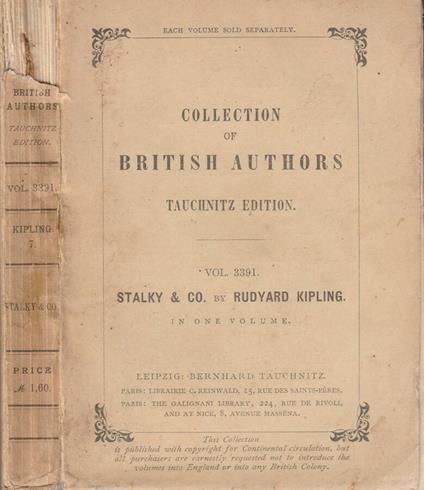 BRITISH
AUTHORS
TAUCHNITZ
EDITION.
VOL. 3391.
KIPLING
7.
STALKY & CO.
PRICE
ℳ 1,60.
EACH VOLUME SOLD SEPARATELY.
COLLECTION
OF
BRITISH AUTHORS
TAUCHNITZ EDITION.
VOL. 3391.
STALKY & CO. BY RUDYARD KIPLING.
IN ONE VOLUME.
LEIPZIG: BERNHARD TAUCHNITZ.
PARIS: LIBRAIRIE C. REINWALD, 15, RUE DES SAINTS-PÈRES.
PARIS: THE GALIGNANI LIBRARY, 224, RUE DE RIVOLI,
AND AT NICE, 8, AVENUE MASSÉNA.
This Collection
is published with copyright for Continental circulation, but
all purchasers are earnestly requested not to introduce the
volumes into England or into any British Colony.